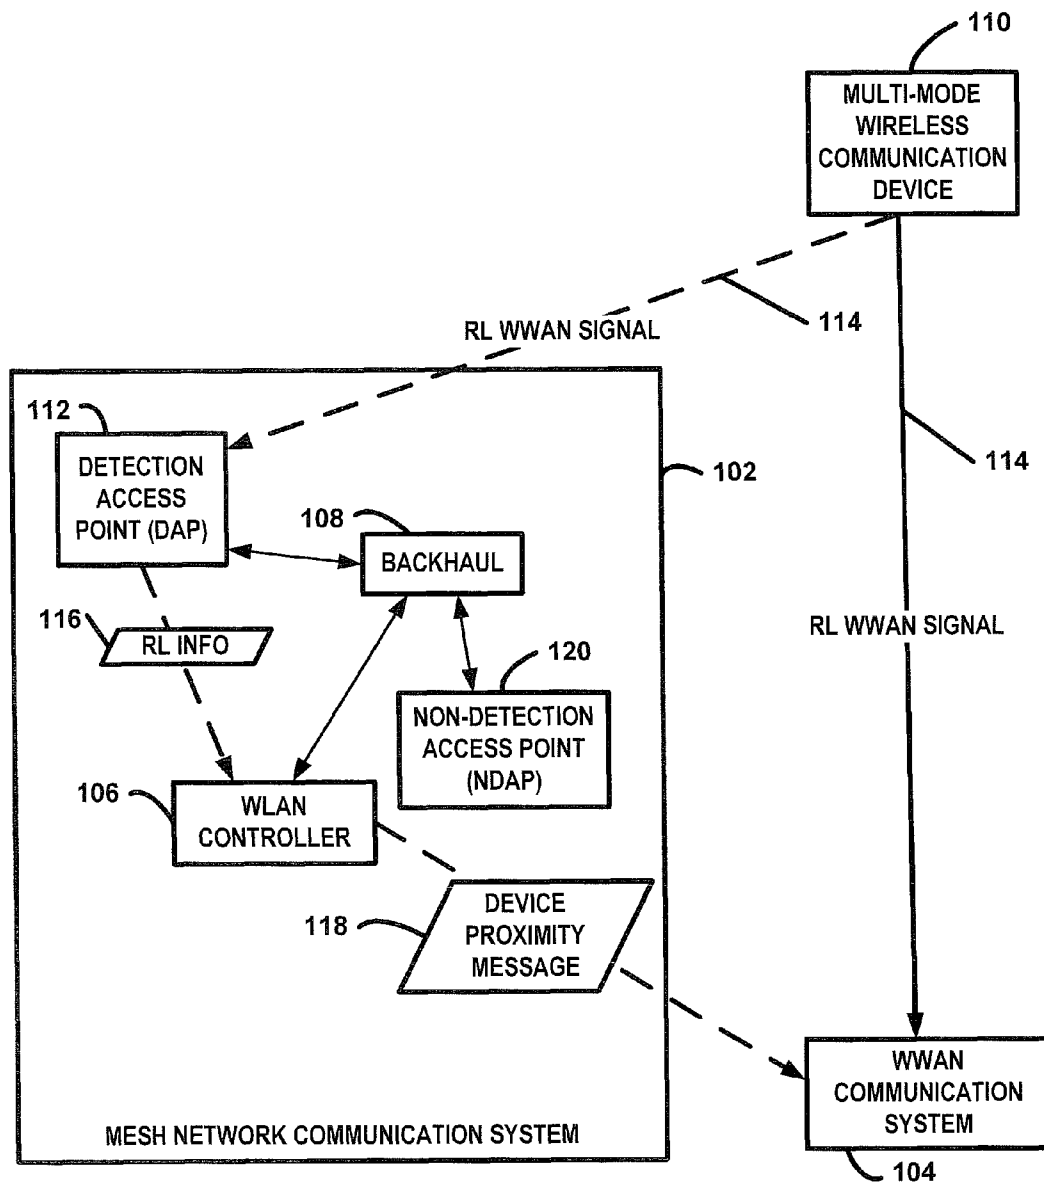 110
MULTI-MODE
WIRELESS
COMMUNICATION
DEVICE
114
RL WWAN SIGNAL
112
DETECTION
ACCESS
POINT (DAP)
102
114
108
BACKHAUL
116
RL INFO
RL WWAN SIGNAL
120
NON-DETECTION
ACCESS POINT
(NDAP)
106
WLAN
CONTROLLER
118
DEVICE
PROXIMITY
MESSAGE
WWAN
COMMUNICATION
SYSTEM
MESH NETWORK COMMUNICATION SYSTEM
104